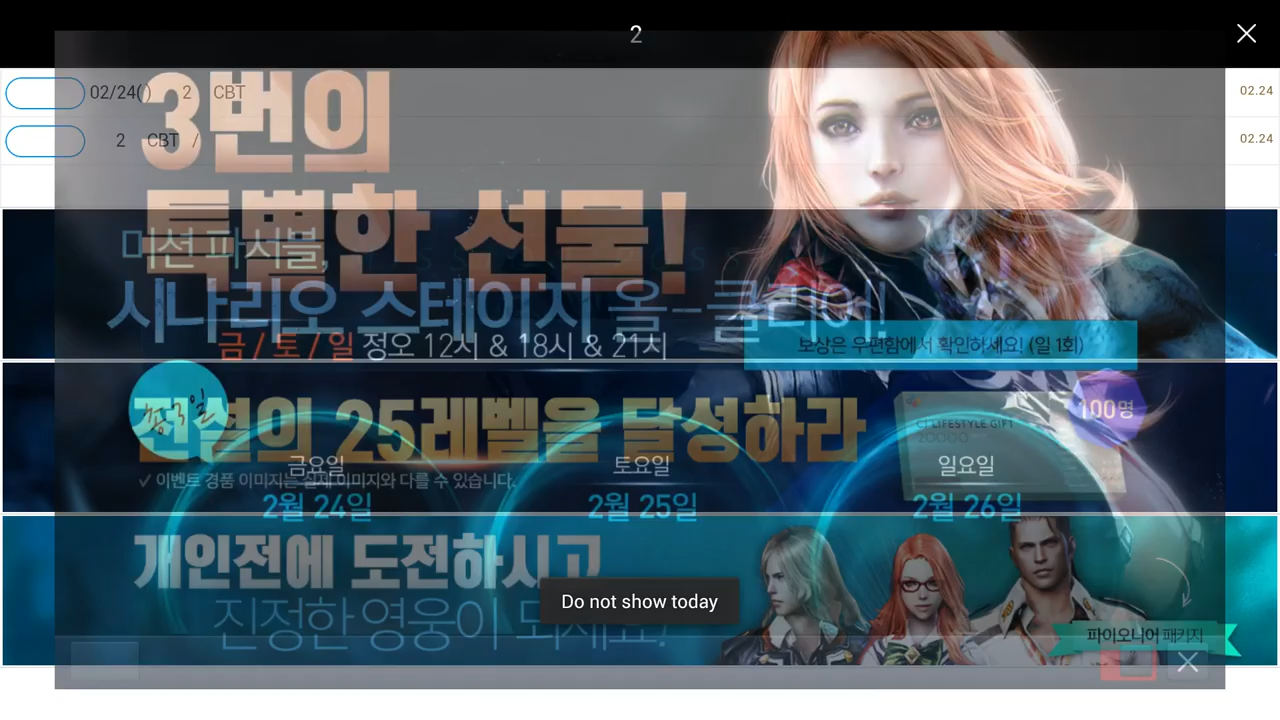 2
02/24( ) 2 CBT
02.24
2 CBT /
02.24
3번의
특별한 선물!
미션 파서블,
시나리오 스테이지 올-클리어!
금 / 토 / 일 정오 12시 & 18시 & 21시
보상은 우편함에서 확인하세요! (일 1회)
전설의 25레벨을 달성하라
100명
CJ LIFESTYLE GIFT
금요일
토요일
일요일
✓ 이벤트 경품 이미지는 실제 이미지와 다를 수 있습니다.
2월 24일
2월 25일
2월 26일
개인전에 도전하시고
진정한 영웅이 되세요!
Do not show today
파이오니어 패키지